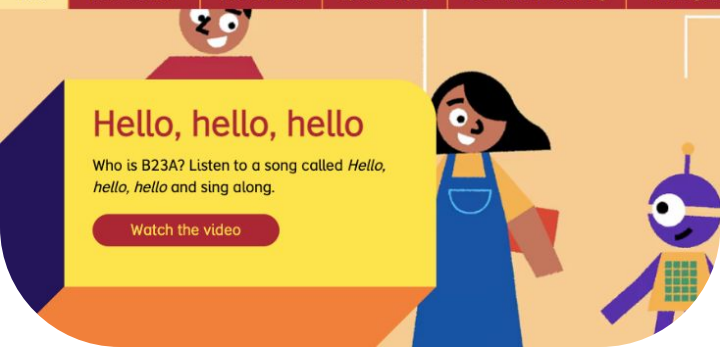 Hello, hello, hello
Who is B23A? Listen to a song called Hello,
hello, hello and sing along.
Watch the video